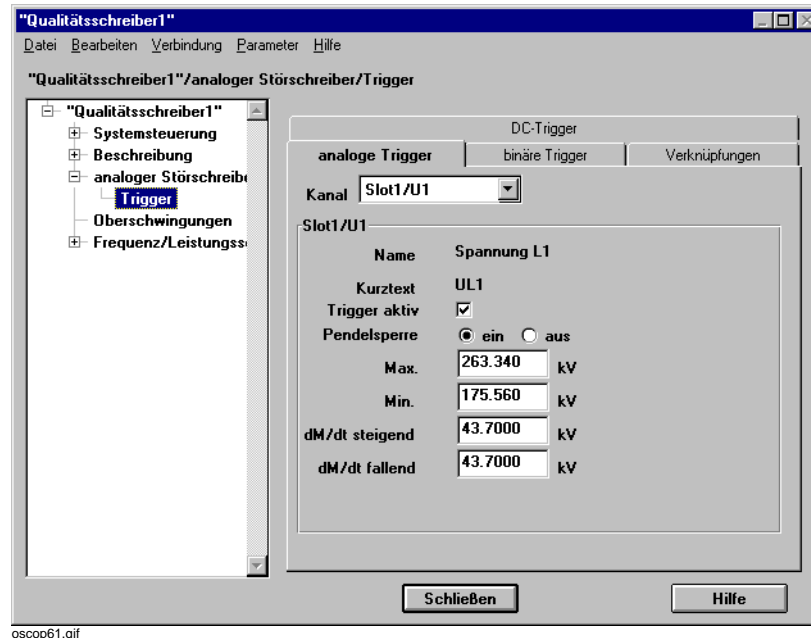 "Qualitätsschreiber1"
Datei Bearbeiten Verbindung Parameter Hilfe
"Qualitätsschreiber1"/analoger Störschreiber/Trigger
"Qualitätsschreiber1"
Systemsteuerung
Beschreibung
analoger Störschreibe
Trigger
Oberschwingungen
Frequenz/Leistungss
DC-Trigger
analoge Trigger binäre Trigger Verknüpfungen
Kanal Slot1/U1
Slot1/U1
Name Spannung L1
Kurztext UL1
Trigger aktiv
Pendelsperre ein aus
Max. 263.340 kV
Min. 175.560 kV
dM/dt steigend 43.7000 kV
dM/dt fallend 43.7000 kV
Schließen Hilfe
oscop61.gif